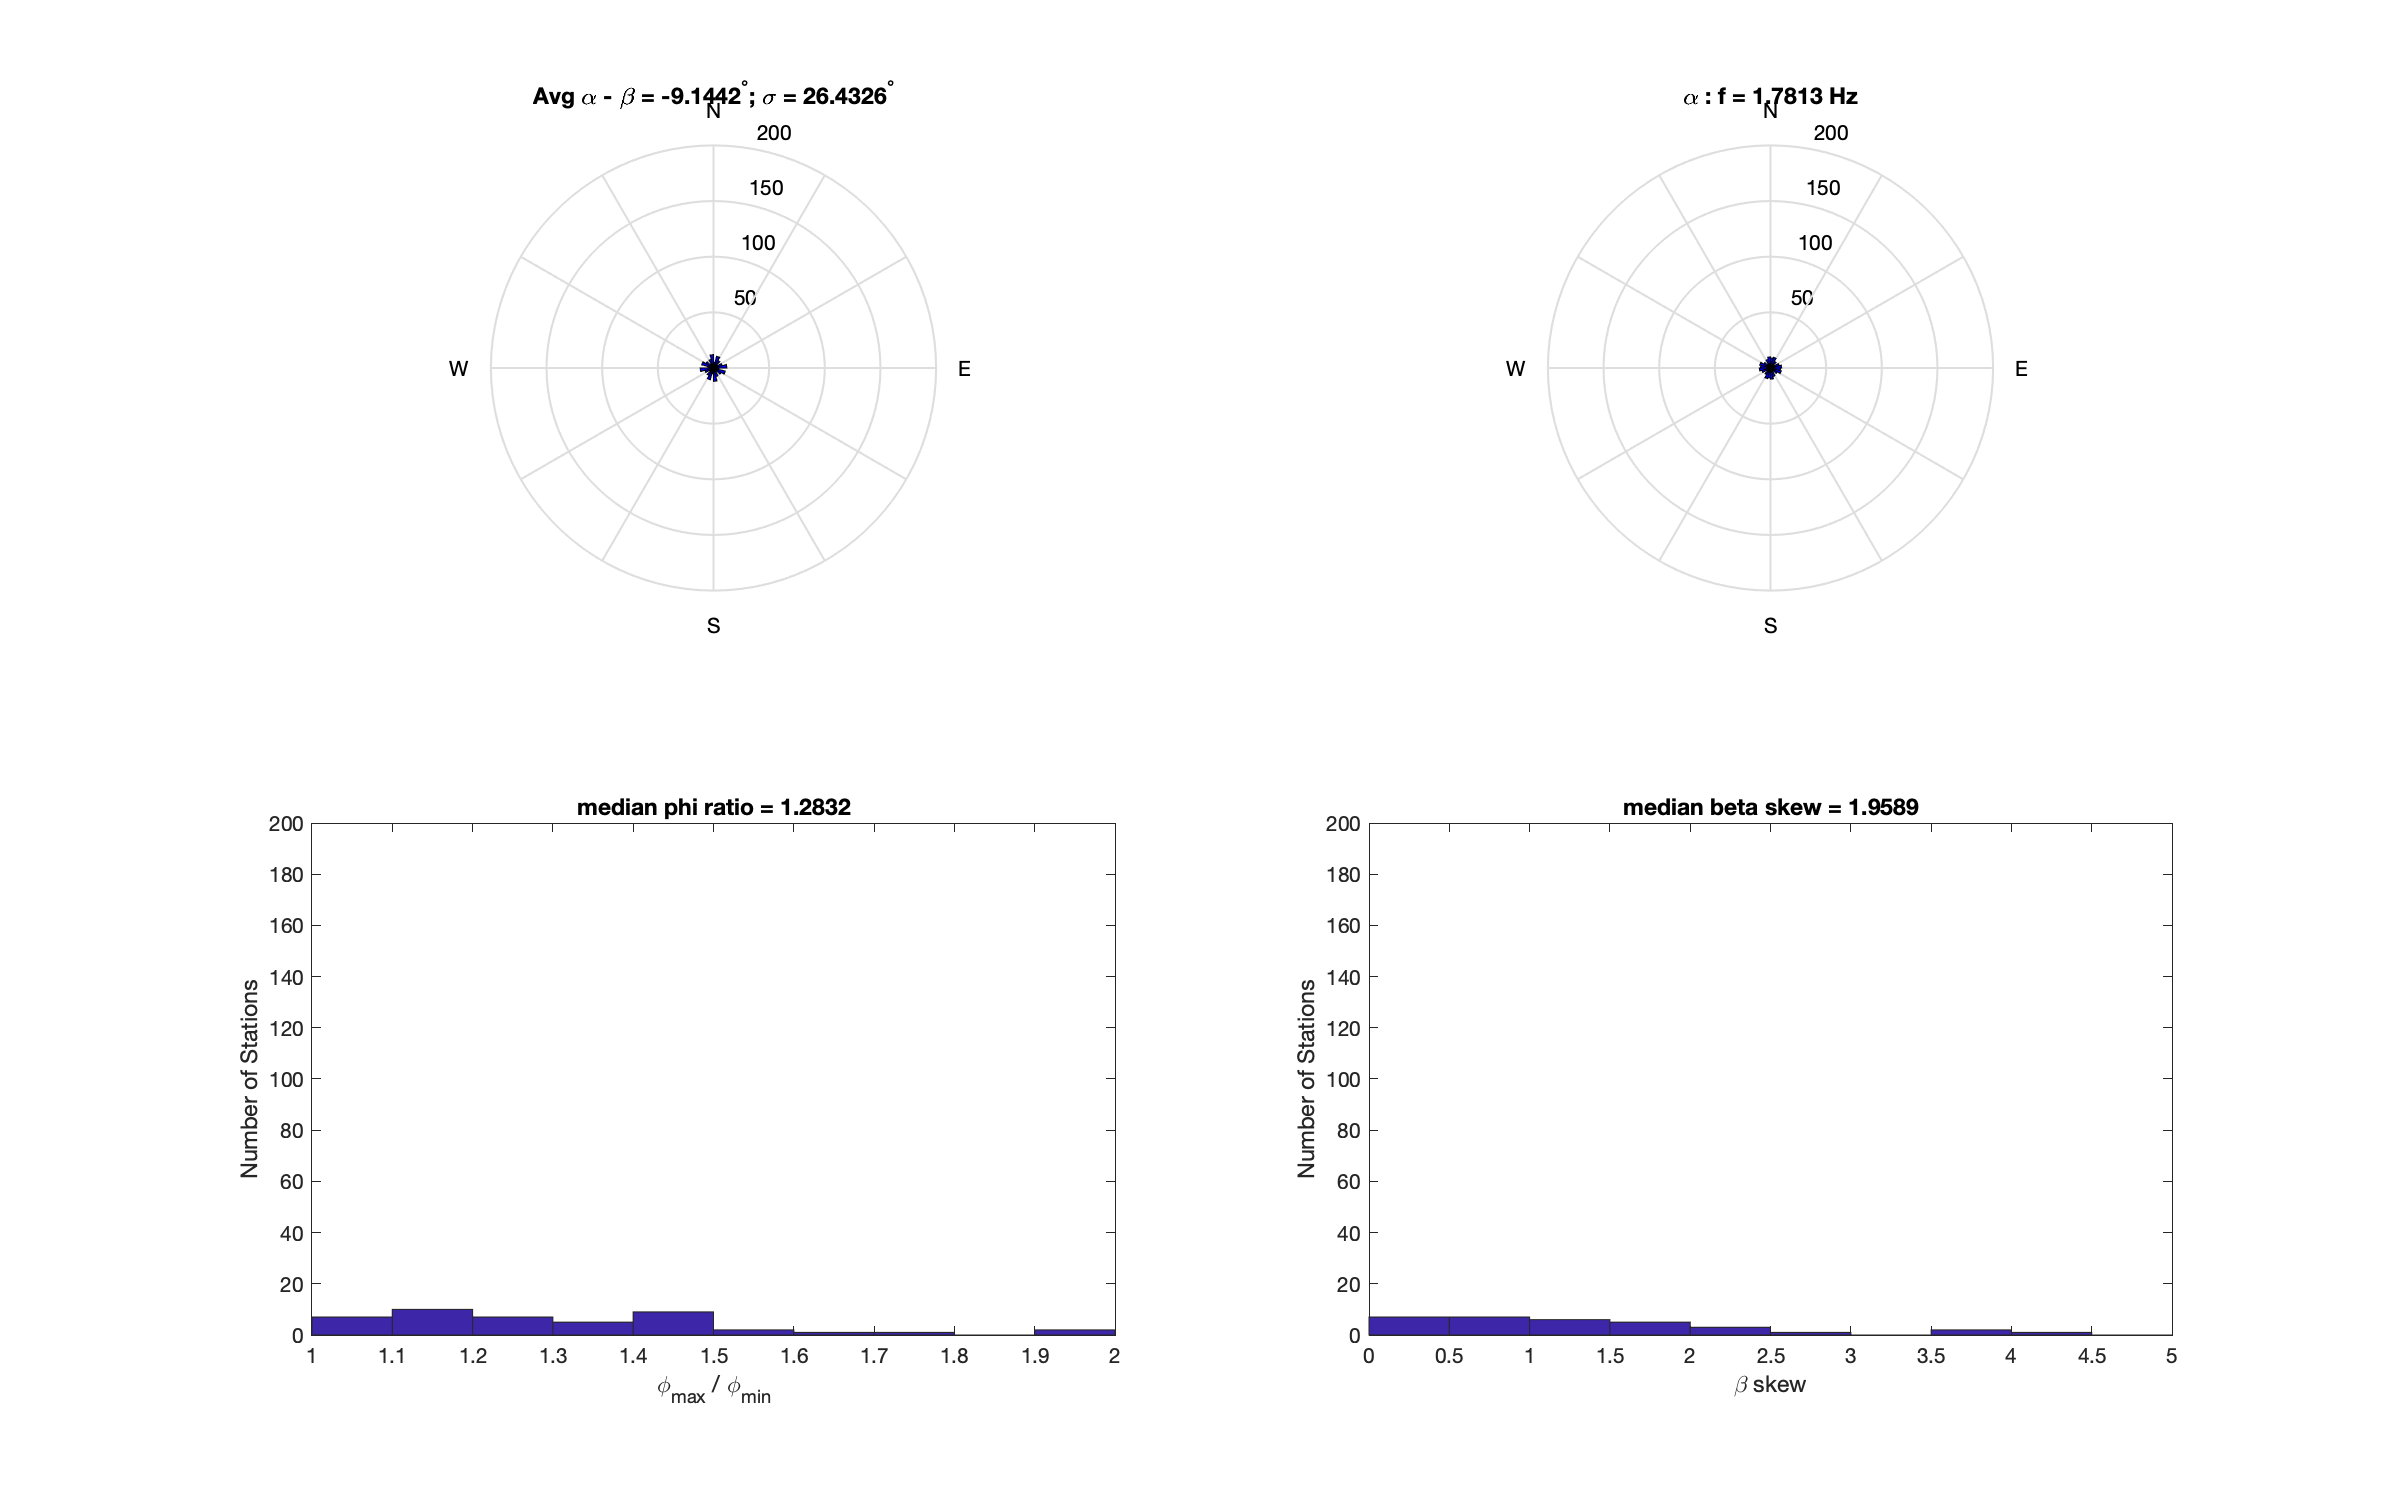 Avg α - β = -9.1442°; σ = 26.4326°
N
200
150
100
50
W
E
S
α : f = 1.7813 Hz
N
200
150
100
50
W
E
S
median phi ratio = 1.2832
200
180
160
140
120
100
80
60
40
20
0
Number of Stations
1 1.1 1.2 1.3 1.4 1.5 1.6 1.7 1.8 1.9 2
ϕmax / ϕmin
median beta skew = 1.9589
200
180
160
140
120
100
80
60
40
20
0
Number of Stations
0 0.5 1 1.5 2 2.5 3 3.5 4 4.5 5
β skew